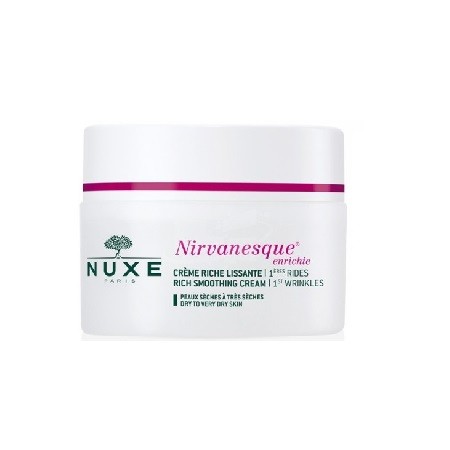 NUXE
PARIS
Nirvanesque®
enrichie
CRÈME RICHE LISSANTE | 1ÈRES RIDES
RICH SMOOTHING CREAM | 1ST WRINKLES
PEAUX SÈCHES À TRÈS SÈCHES
DRY TO VERY DRY SKIN